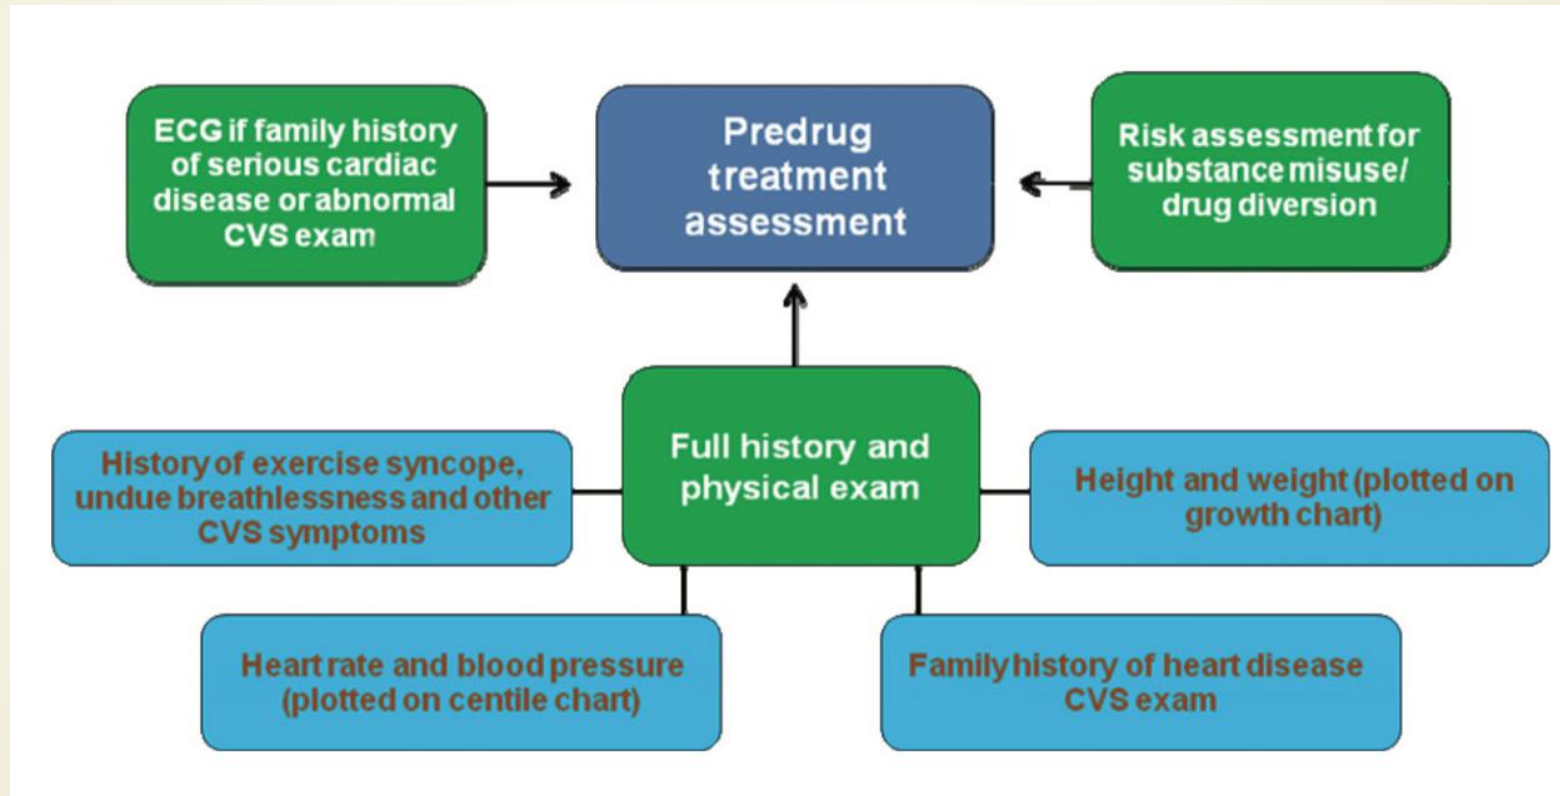 ECG if family history
of serious cardiac
disease or abnormal
CVS exam
Predrug
treatment
assessment
Risk assessment for
substance misuse/
drug diversion
Full history and
physical exam
History of exercise syncope,
undue breathlessness and other
CVS symptoms
Height and weight (plotted on
growth chart)
Heart rate and blood pressure
(plotted on centile chart)
Family history of heart disease
CVS exam